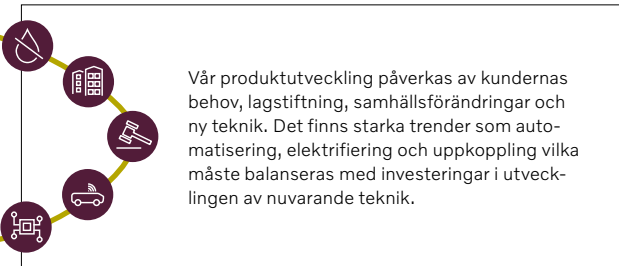 Vår produktutveckling påverkas av kundernas
behov, lagstiftning, samhällsförändringar och
ny teknik. Det finns starka trender som auto-
matisering, elektrifiering och uppkoppling vilka
måste balanseras med investeringar i utveck-
lingen av nuvarande teknik.